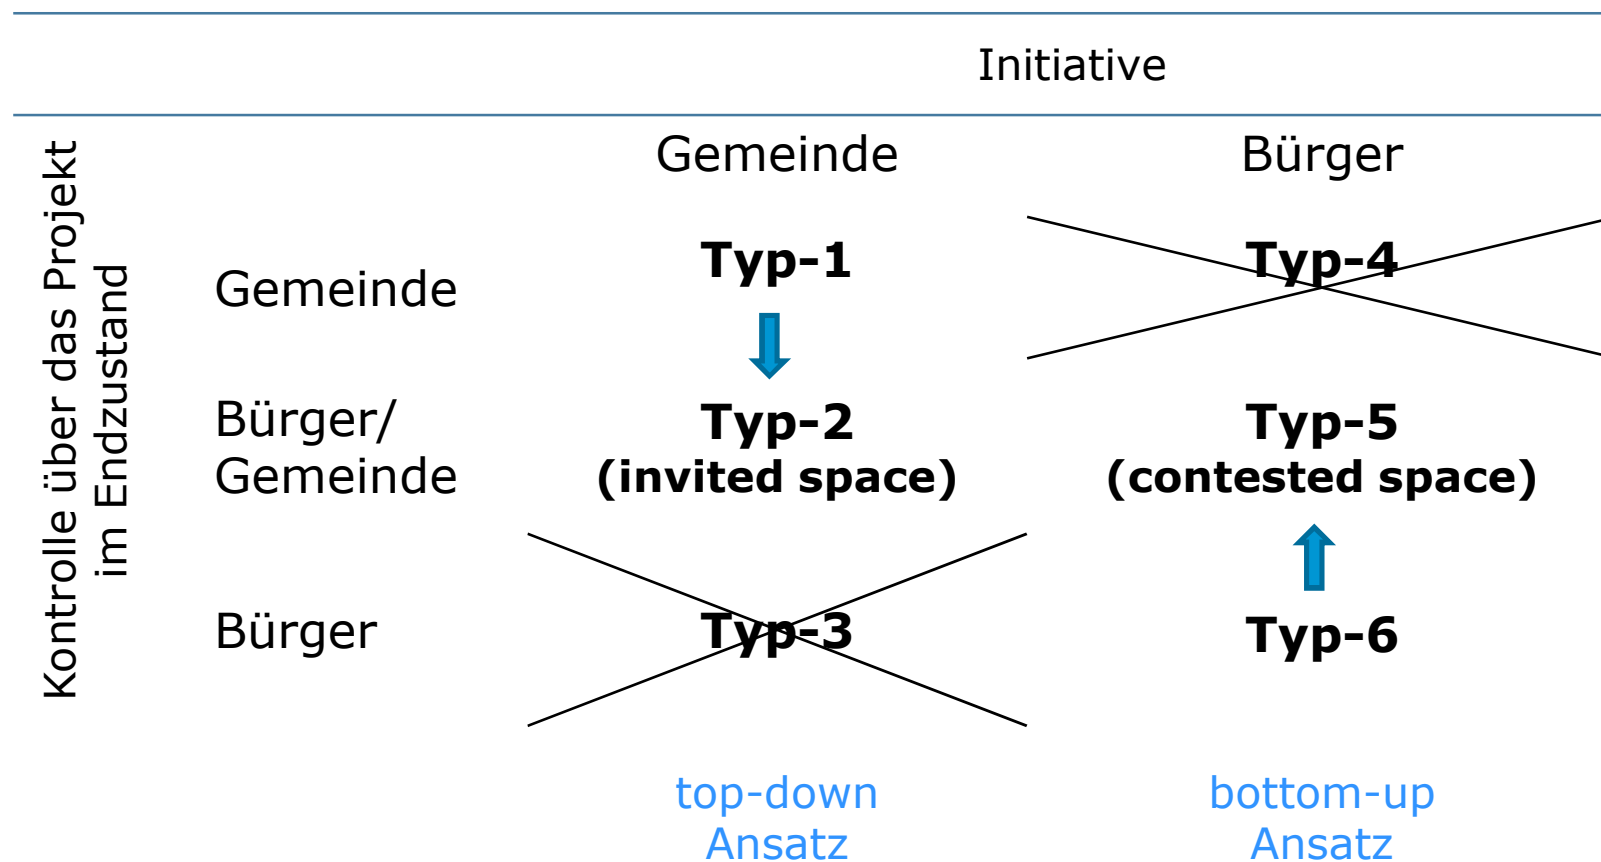 Initiative
Kontrolle über das Projekt
im Endzustand
Gemeinde
Bürger
Gemeinde
Typ-1
Typ-4
Bürger/
Gemeinde
Typ-2
(invited space)
Typ-5
(contested space)
Bürger
Typ-3
Typ-6
top-down
Ansatz
bottom-up
Ansatz